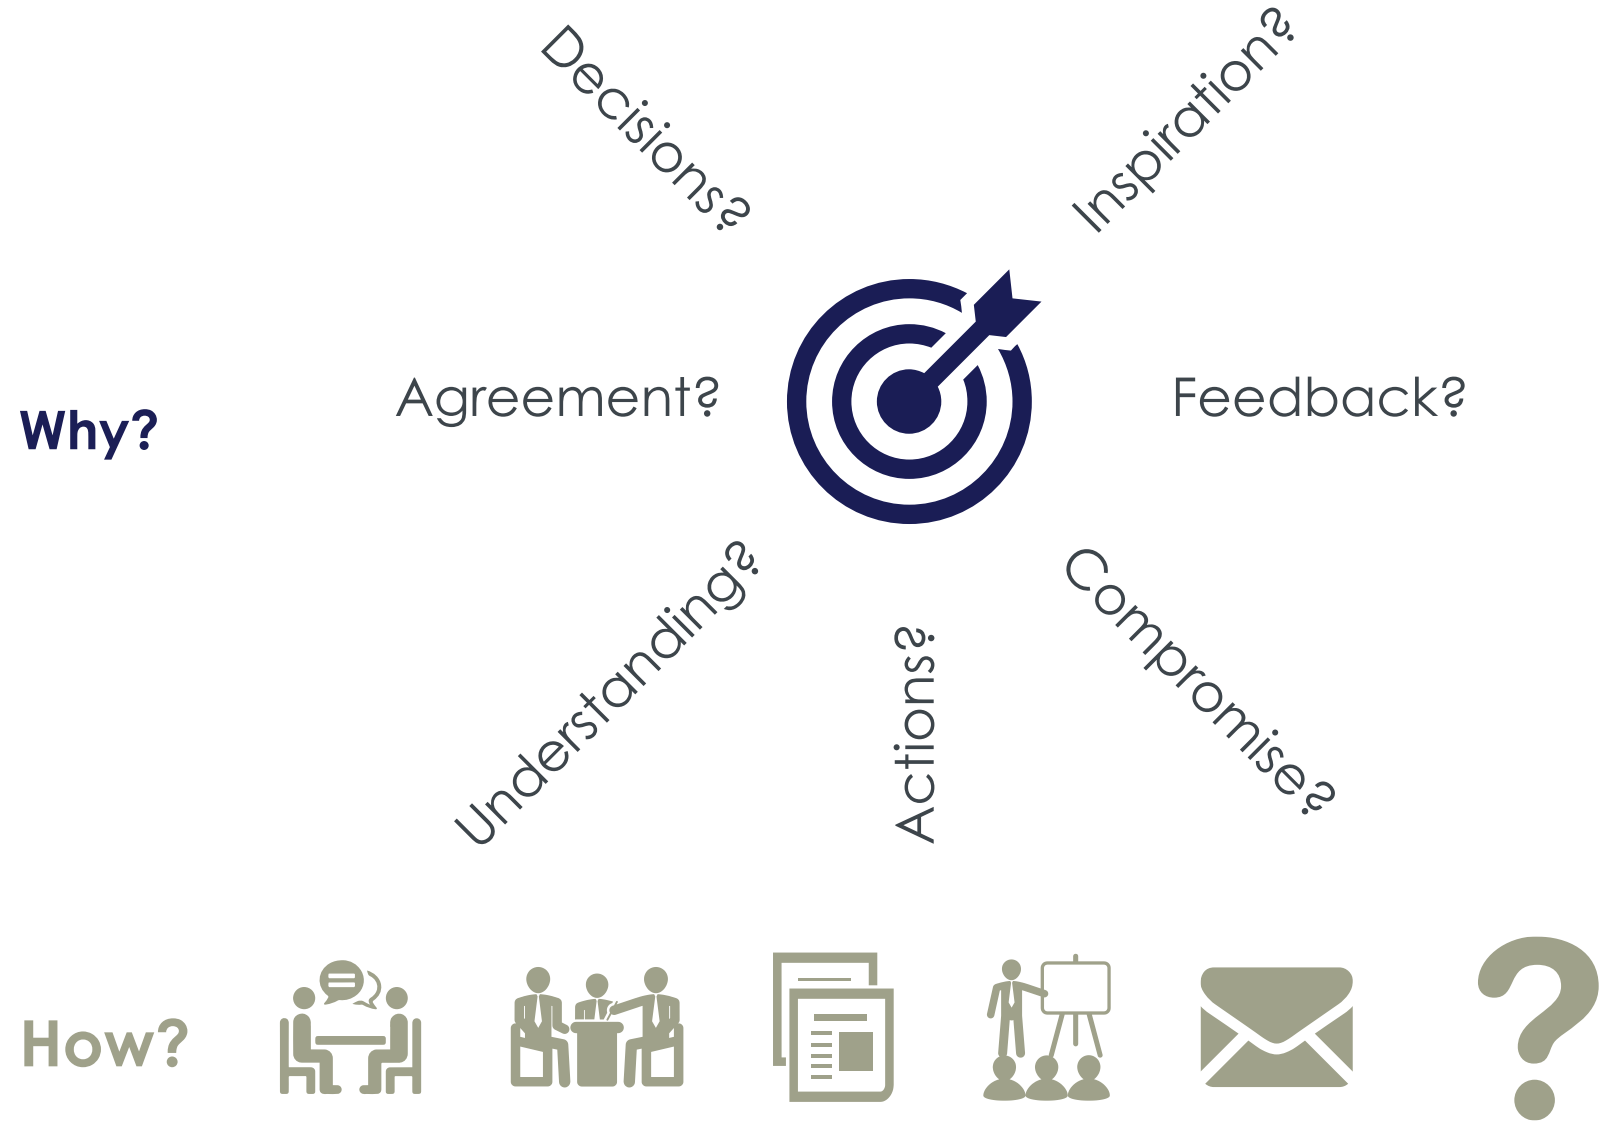 Decisions?
Inspiration?
Why?
Agreement?
Feedback?
Understanding?
Actions?
Compromise?
How?
?